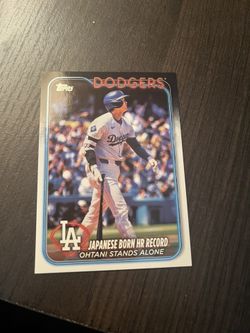 Topps
DODGERS
Dodgers
LA
JAPANESE BORN HR RECORD
OHTANI STANDS ALONE